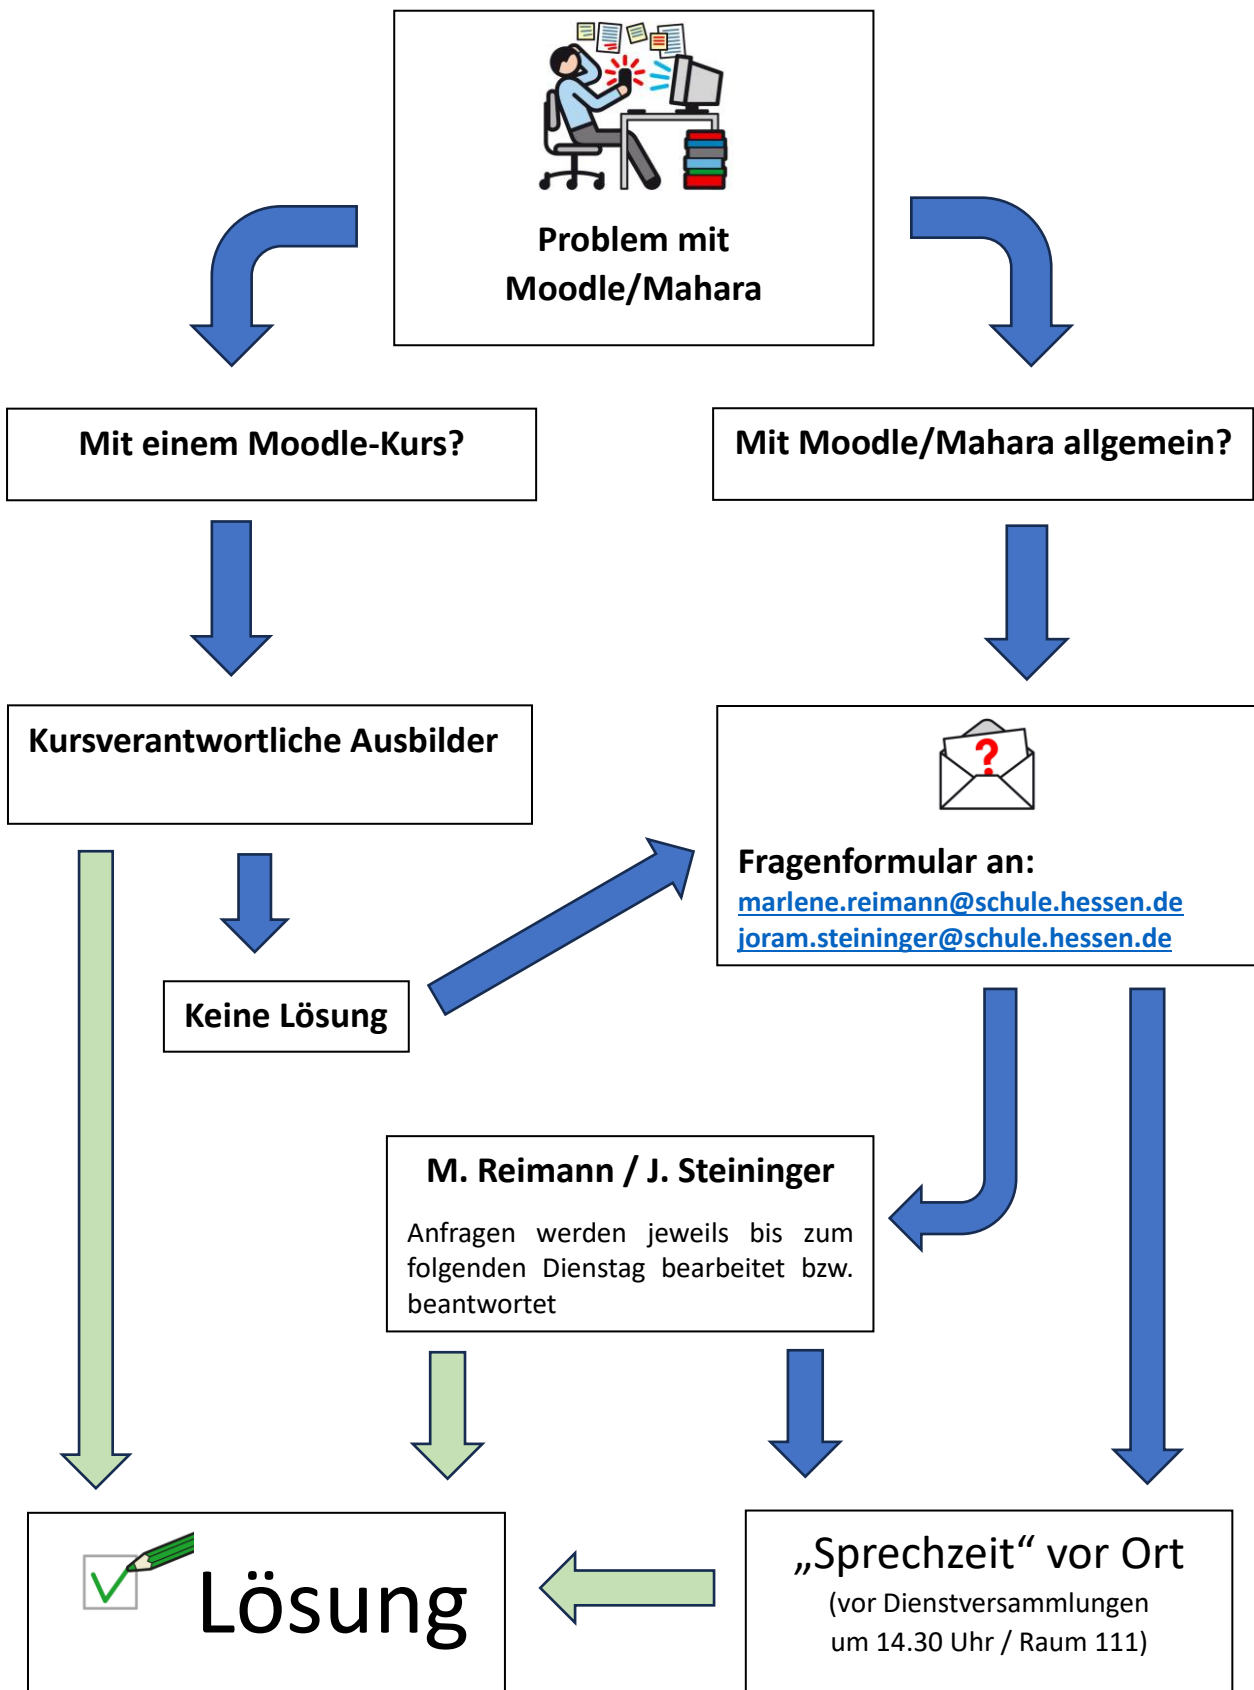 Problem mit
Moodle/Mahara
Mit einem Moodle-Kurs?
Mit Moodle/Mahara allgemein?
Kursverantwortliche Ausbilder
?
Fragenformular an:
marlene.reimann@schule.hessen.de
joram.steininger@schule.hessen.de
Keine Lösung
M. Reimann / J. Steininger
Anfragen werden jeweils bis zum
folgenden Dienstag bearbeitet bzw.
beantwortet
Lösung
„Sprechzeit“ vor Ort
(vor Dienstversammlungen
um 14.30 Uhr / Raum 111)